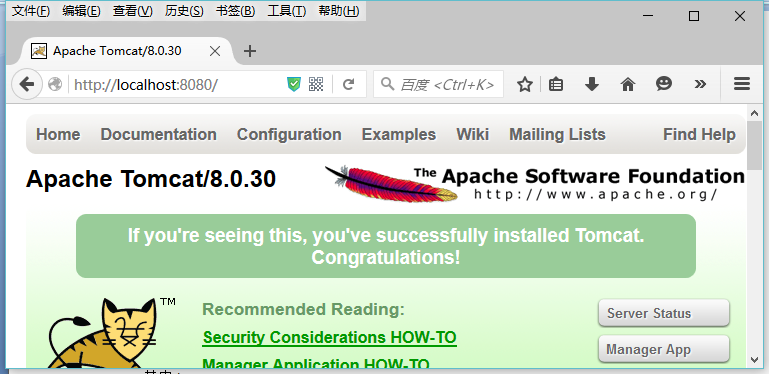 文件(F) 编辑(E) 查看(V) 历史(S) 书签(B) 工具(T) 帮助(H)
Apache Tomcat/8.0.30
http://localhost:8080/
百度 <Ctrl+K>
Home Documentation Configuration Examples Wiki Mailing Lists Find Help
Apache Tomcat/8.0.30
The Apache Software Foundation
http://www.apache.org/
If you're seeing this, you've successfully installed Tomcat.
Congratulations!
TM
Recommended Reading:
Security Considerations HOW-TO
Manager Application HOW-TO
Server Status
Manager App